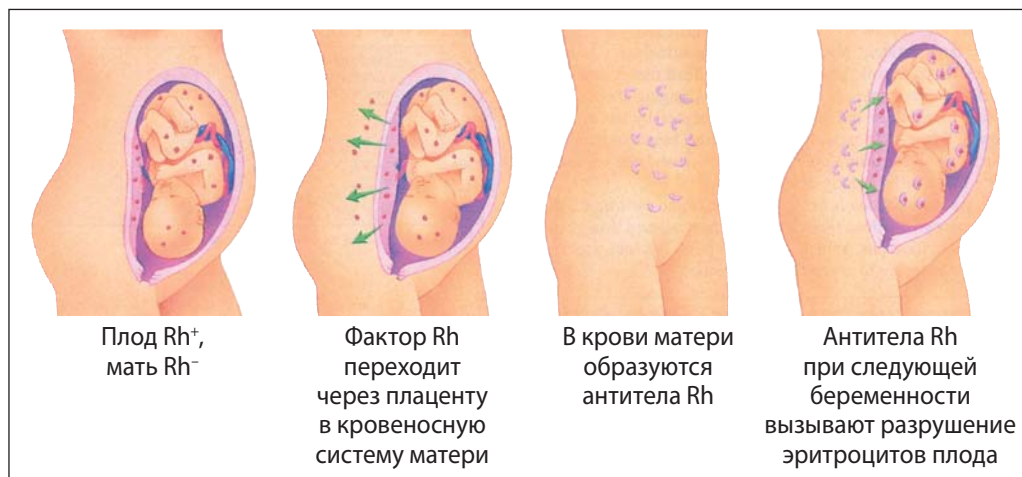 Плод Rh⁺,
мать Rh⁻
Фактор Rh
переходит
через плаценту
в кровеносную
систему матери
В крови матери
образуются
антитела Rh
Антитела Rh
при следующей
беременности
вызывают разрушение
эритроцитов плода